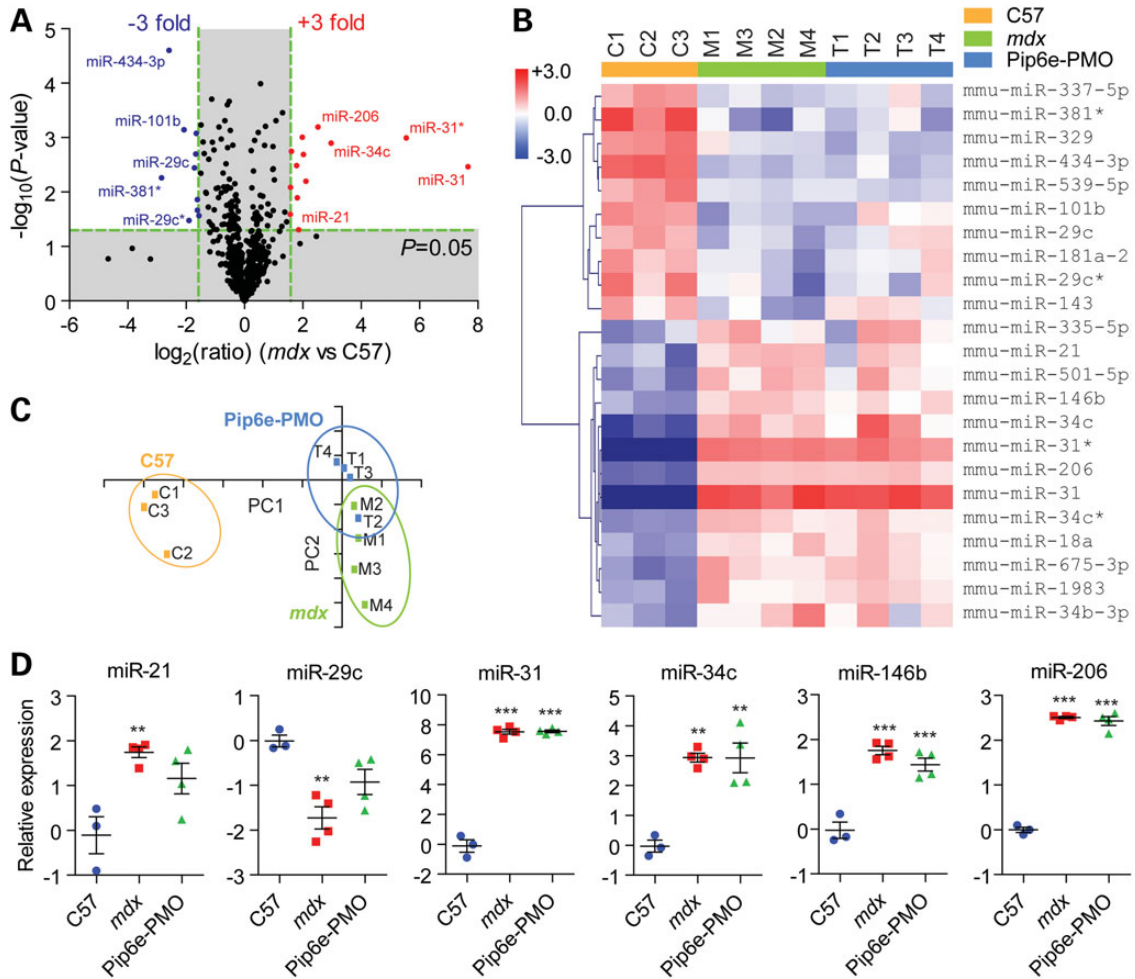 A
-3 fold
+3 fold
miR-434-3p
miR-101b
miR-29c
miR-381*
miR-29c*
miR-206
miR-34c
miR-31*
miR-31
miR-21
P=0.05
5
4
3
2
1
0
-log10(P-value)
-6 -4 -2 0 2 4 6 8
log2(ratio) (mdx vs C57)
B
C57
mdx
Pip6e-PMO
+3.0
0.0
-3.0
C1 C2 C3 M1 M3 M2 M4 T1 T2 T3 T4
mmu-miR-337-5p
mmu-miR-381*
mmu-miR-329
mmu-miR-434-3p
mmu-miR-539-5p
mmu-miR-101b
mmu-miR-29c
mmu-miR-181a-2
mmu-miR-29c*
mmu-miR-143
mmu-miR-335-5p
mmu-miR-21
mmu-miR-501-5p
mmu-miR-146b
mmu-miR-34c
mmu-miR-31*
mmu-miR-206
mmu-miR-31
mmu-miR-34c*
mmu-miR-18a
mmu-miR-675-3p
mmu-miR-1983
mmu-miR-34b-3p
C
Pip6e-PMO
C57
mdx
PC1
PC2
C1
C3
C2
T4
T1
T3
M2
T2
M1
M3
M4
D
Relative expression
miR-21
3
2
1
0
-1
**
C57
mdx
Pip6e-PMO
miR-29c
1
0
-1
-2
-3
**
C57
mdx
Pip6e-PMO
miR-31
10
8
6
4
2
0
-2
*** ***
C57
mdx
Pip6e-PMO
miR-34c
5
4
3
2
1
0
-1
** **
C57
mdx
Pip6e-PMO
miR-146b
3
2
1
0
-1
*** ***
C57
mdx
Pip6e-PMO
miR-206
3
2
1
0
-1
*** ***
C57
mdx
Pip6e-PMO